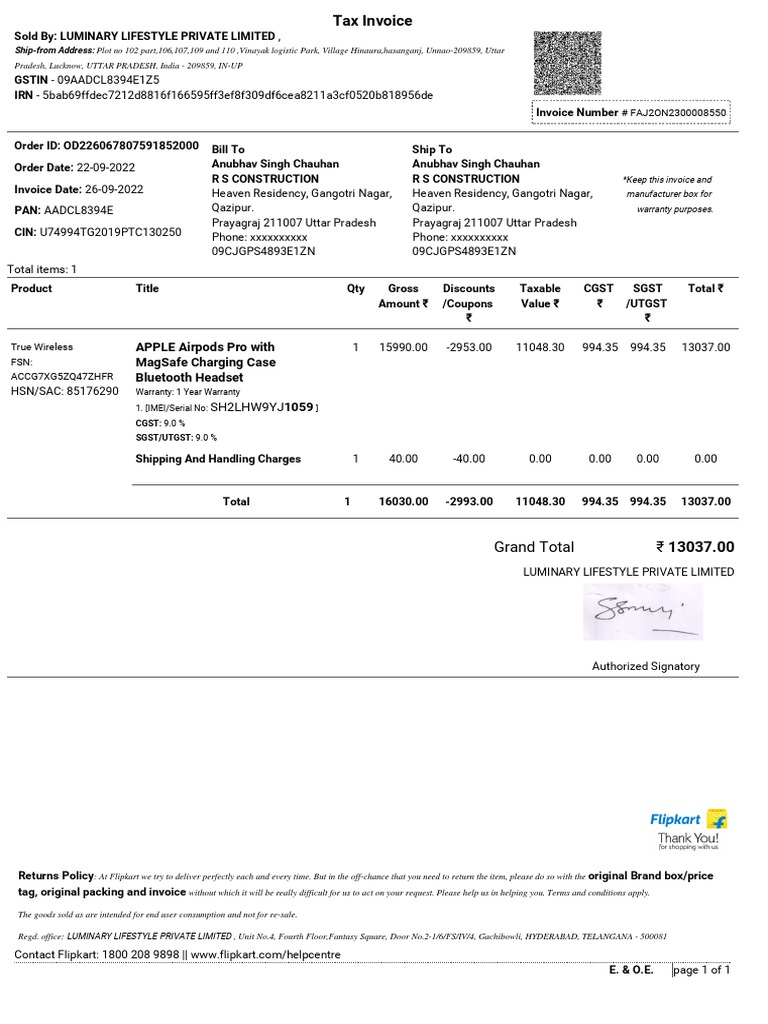 Tax Invoice
Sold By: LUMINARY LIFESTYLE PRIVATE LIMITED ,
Ship-from Address: Plot no 102 part,106,107,109 and 110 ,Vinayak logistic Park, Village Hinaura,hasanganj, Unnao-209859, Uttar
Pradesh, Lucknow, UTTAR PRADESH, India - 209859, IN-UP
GSTIN - 09AADCL8394E1Z5
IRN - 5bab69ffdec7212d8816f166595ff3ef8f309df6cea8211a3cf0520b818956de
Invoice Number # FAJ2ON2300008550
Order ID: OD226067807591852000
Order Date: 22-09-2022
Invoice Date: 26-09-2022
PAN: AADCL8394E
CIN: U74994TG2019PTC130250
Bill To
Anubhav Singh Chauhan
R S CONSTRUCTION
Heaven Residency, Gangotri Nagar,
Qazipur.
Prayagraj 211007 Uttar Pradesh
Phone: xxxxxxxxxx
09CJGPS4893E1ZN
Ship To
Anubhav Singh Chauhan
R S CONSTRUCTION
Heaven Residency, Gangotri Nagar,
Qazipur.
Prayagraj 211007 Uttar Pradesh
Phone: xxxxxxxxxx
09CJGPS4893E1ZN
*Keep this invoice and
manufacturer box for
warranty purposes.
Total items: 1
Product Title Qty Gross Amount ₹ Discounts /Coupons ₹ Taxable Value ₹ CGST ₹ SGST /UTGST ₹ Total ₹
True Wireless
FSN:
ACCG7XG5ZQ47ZHFR
HSN/SAC: 85176290
APPLE Airpods Pro with 1 15990.00 -2953.00 11048.30 994.35 994.35 13037.00
MagSafe Charging Case
Bluetooth Headset
Warranty: 1 Year Warranty
1. [IMEI/Serial No: SH2LHW9YJ1059 ]
CGST: 9.0 %
SGST/UTGST: 9.0 %
Shipping And Handling Charges 1 40.00 -40.00 0.00 0.00 0.00 0.00
Total 1 16030.00 -2993.00 11048.30 994.35 994.35 13037.00
Grand Total ₹ 13037.00
LUMINARY LIFESTYLE PRIVATE LIMITED
Authorized Signatory
Flipkart
Thank You!
for shopping with us
Returns Policy: At Flipkart we try to deliver perfectly each and every time. But in the off-chance that you need to return the item, please do so with the original Brand box/price
tag, original packing and invoice without which it will be really difficult for us to act on your request. Please help us in helping you. Terms and conditions apply.
The goods sold as are intended for end user consumption and not for re-sale.
Regd. office: LUMINARY LIFESTYLE PRIVATE LIMITED , Unit No.4, Fourth Floor,Fantasy Square, Door No.2-1/6/FS/IV/4, Gachibowli, HYDERABAD, TELANGANA - 500081
Contact Flipkart: 1800 208 9898 || www.flipkart.com/helpcentre
E. & O.E. page 1 of 1